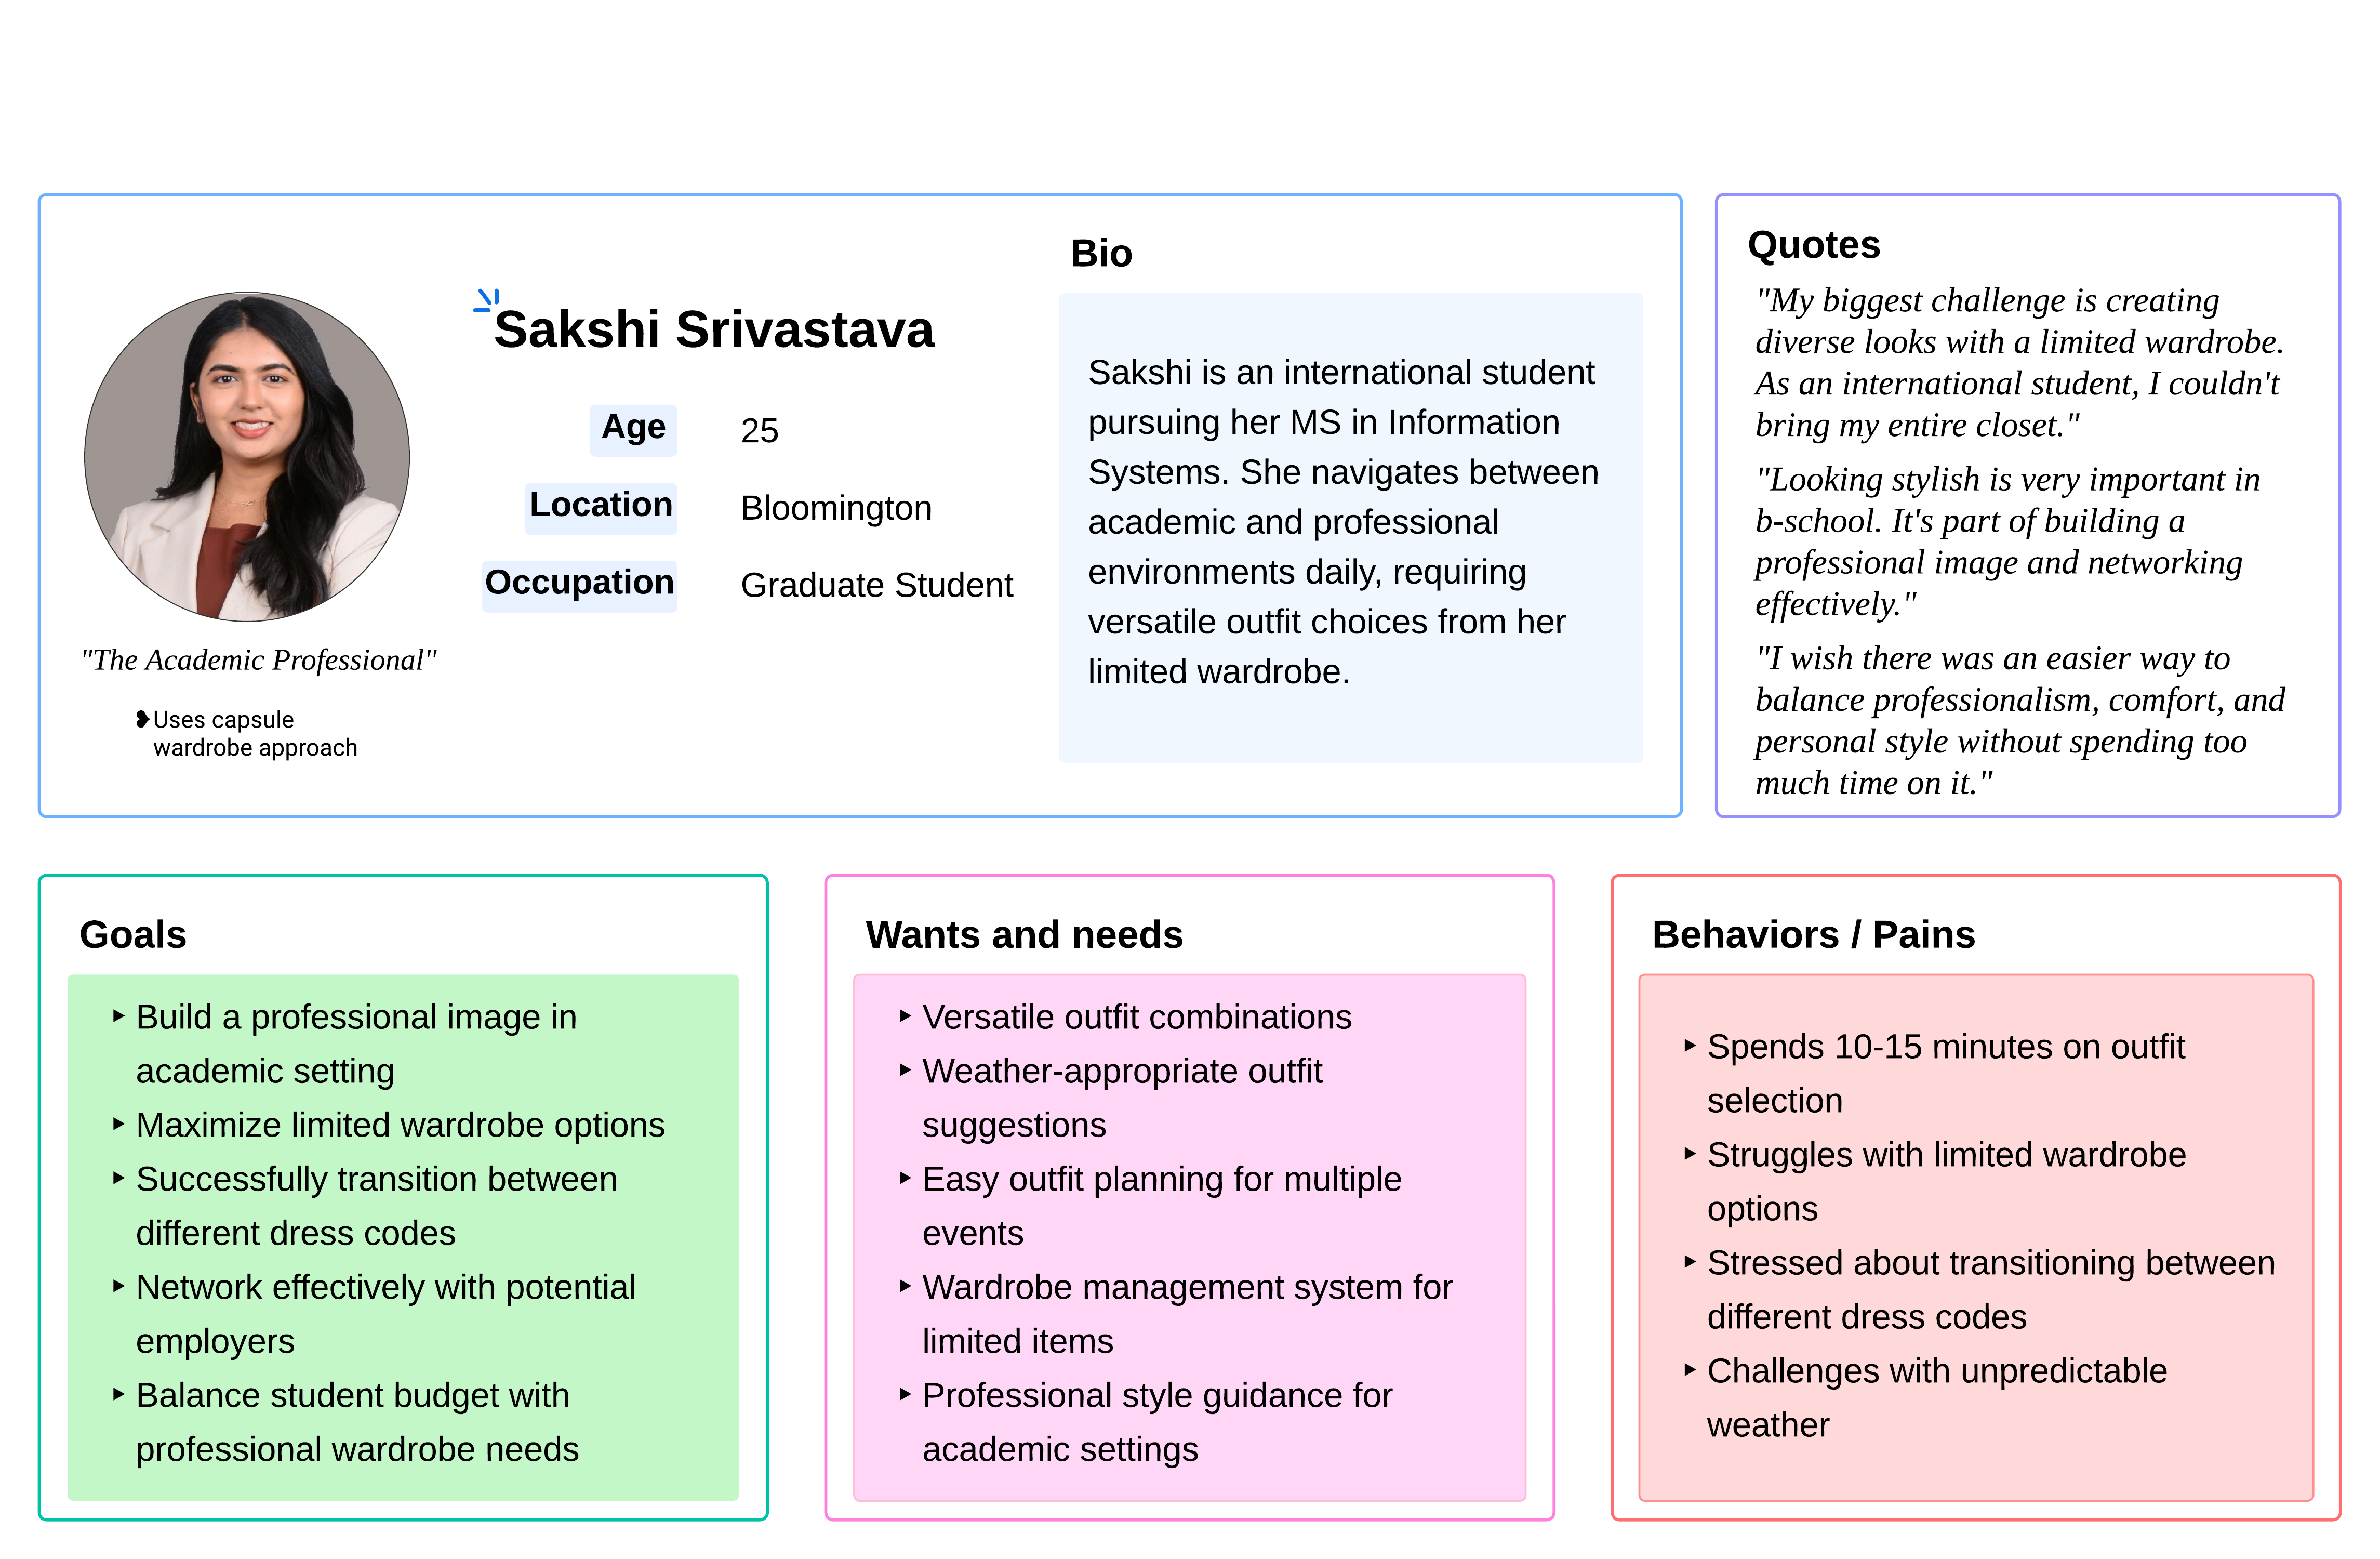 Sakshi Srivastava
Age
25
Location
Bloomington
Occupation
Graduate Student
"The Academic Professional"
❥Uses capsule
wardrobe approach
Bio
Sakshi is an international student
pursuing her MS in Information
Systems. She navigates between
academic and professional
environments daily, requiring
versatile outfit choices from her
limited wardrobe.
Quotes
"My biggest challenge is creating
diverse looks with a limited wardrobe.
As an international student, I couldn't
bring my entire closet."
"Looking stylish is very important in
b-school. It's part of building a
professional image and networking
effectively."
"I wish there was an easier way to
balance professionalism, comfort, and
personal style without spending too
much time on it."
Goals
‣ Build a professional image in
academic setting
‣ Maximize limited wardrobe options
‣ Successfully transition between
different dress codes
‣ Network effectively with potential
employers
‣ Balance student budget with
professional wardrobe needs
Wants and needs
‣ Versatile outfit combinations
‣ Weather-appropriate outfit
suggestions
‣ Easy outfit planning for multiple
events
‣ Wardrobe management system for
limited items
‣ Professional style guidance for
academic settings
Behaviors / Pains
‣ Spends 10-15 minutes on outfit
selection
‣ Struggles with limited wardrobe
options
‣ Stressed about transitioning between
different dress codes
‣ Challenges with unpredictable
weather